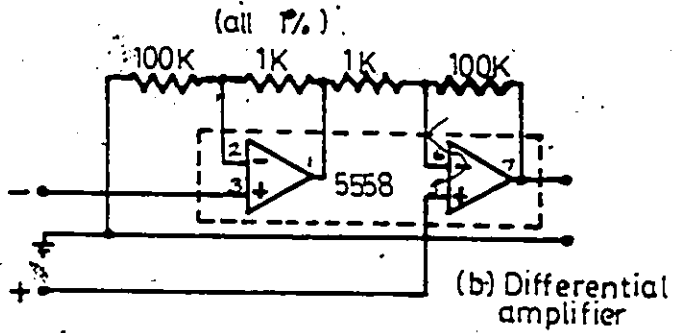 (all 1%)
100K 1K 1K 100K
2 - 1 6 - 7
3 + 5558 +
-
+
(b) Differential
amplifier